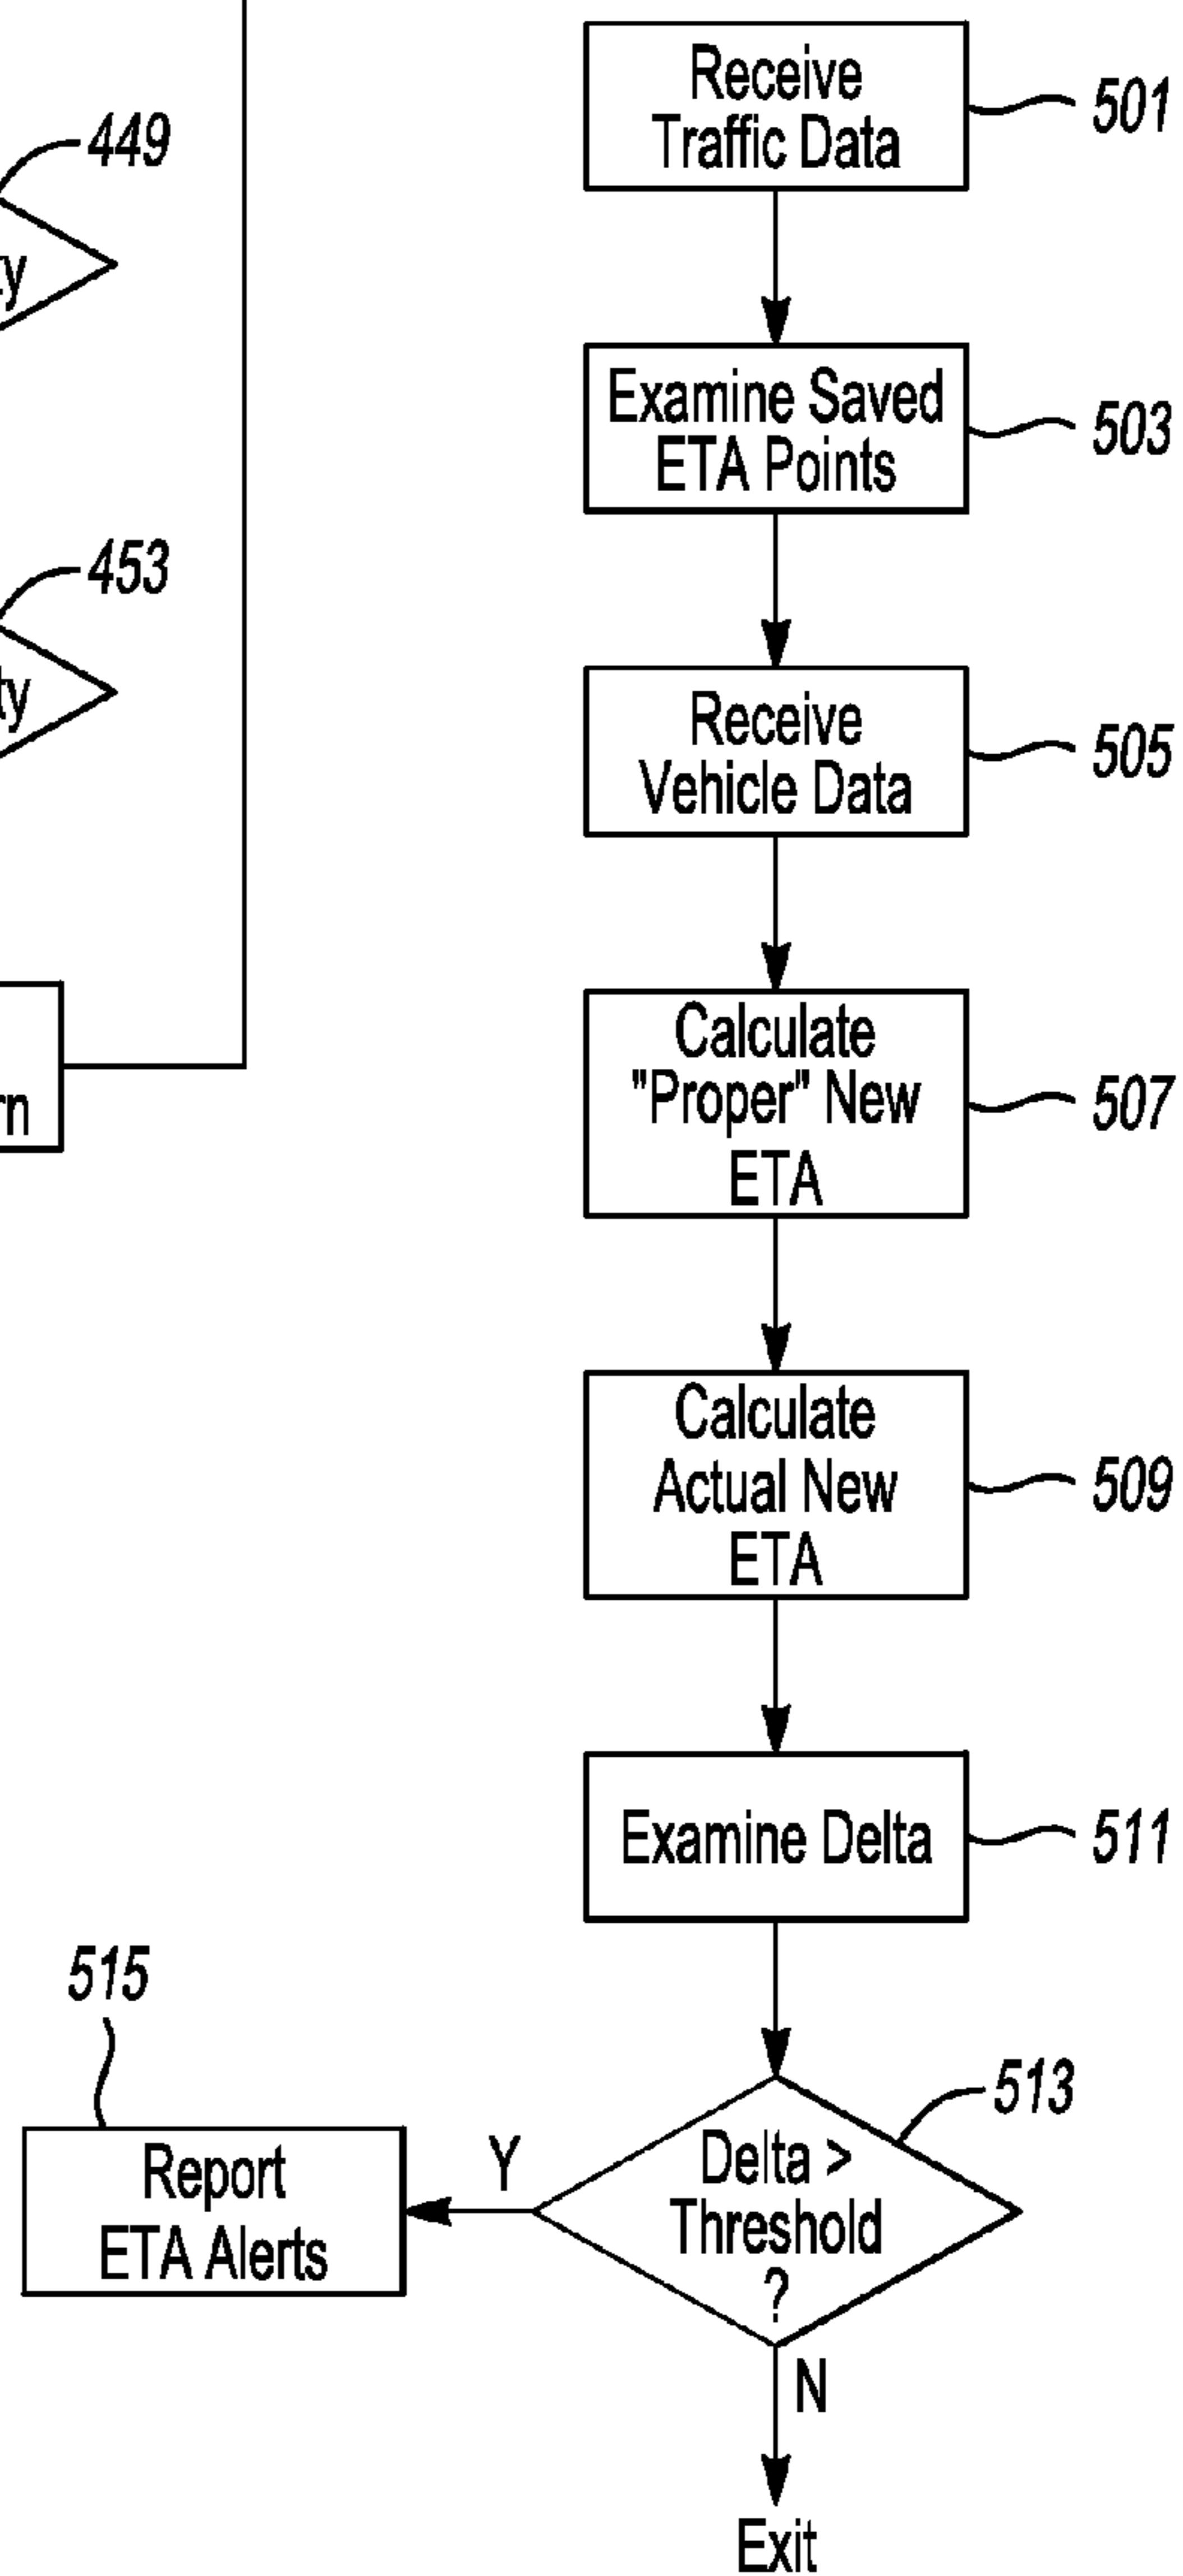 449
453
Receive
Traffic Data
501
Examine Saved
ETA Points
503
Receive
Vehicle Data
505
Calculate
"Proper" New
ETA
507
Calculate
Actual New
ETA
509
Examine Delta
511
515
Report
ETA Alerts
Y
Delta >
Threshold
?
513
N
Exit